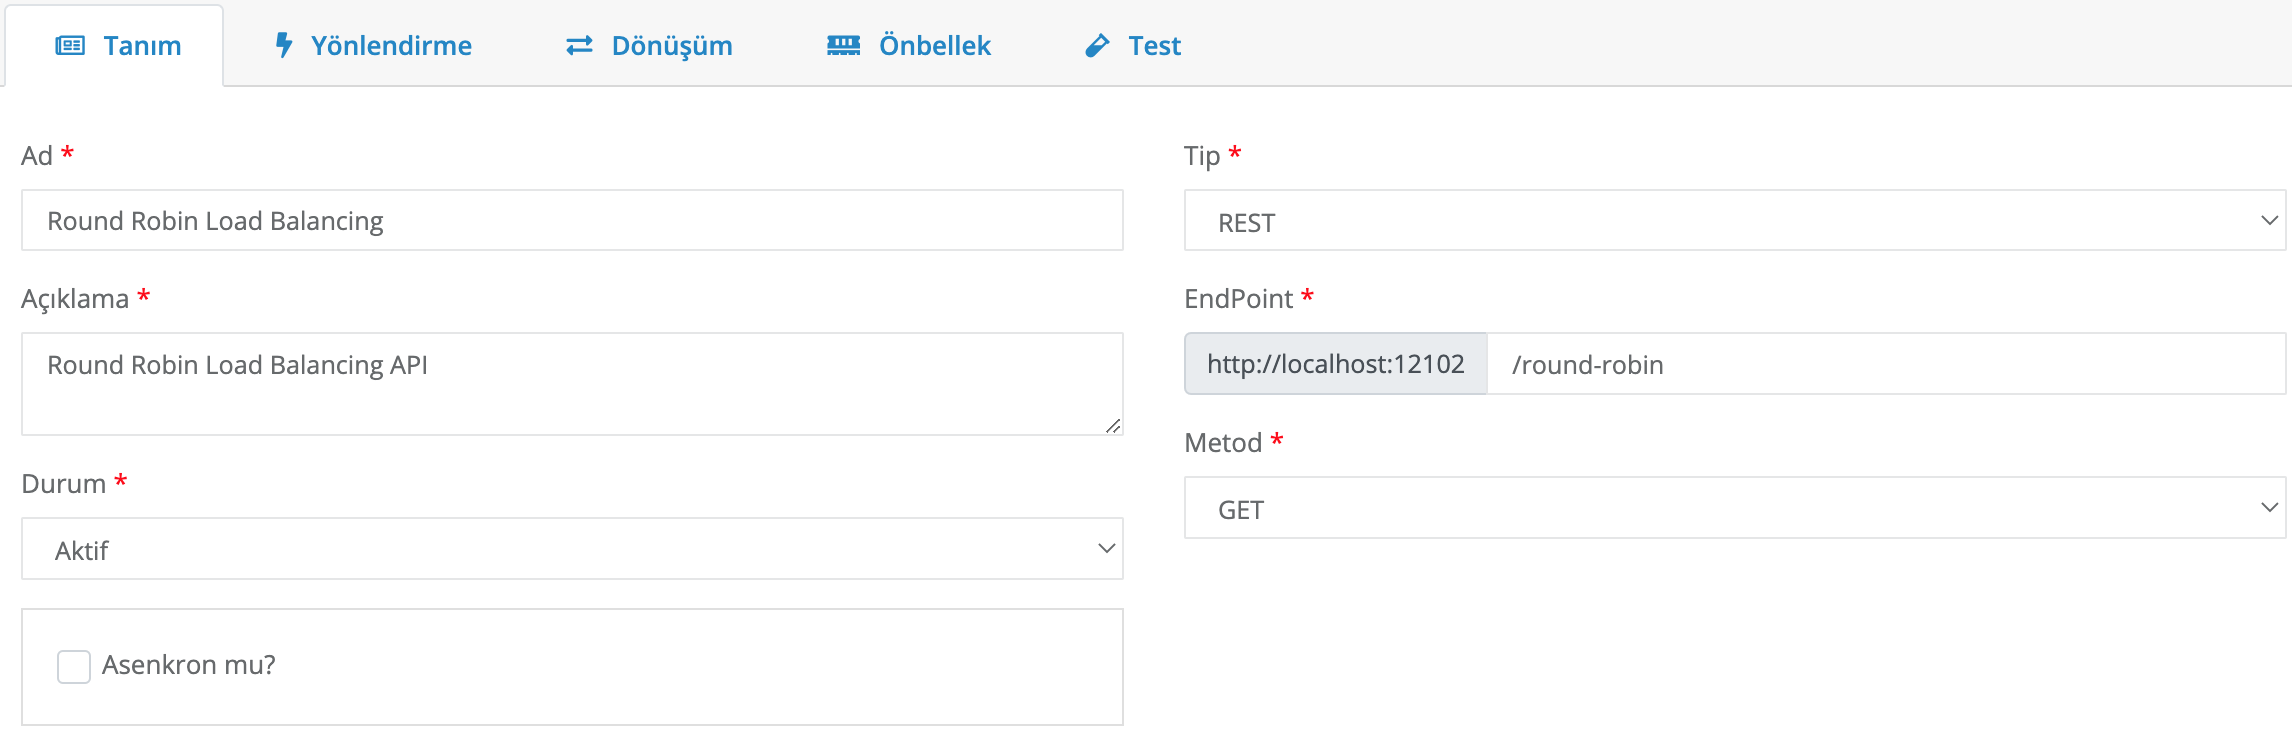 Tanım Yönlendirme Dönüşüm Önbellek Test
Ad *
Round Robin Load Balancing
Açıklama *
Round Robin Load Balancing API
Durum *
Aktif
Asenkron mu?
Tip *
REST
EndPoint *
http://localhost:12102 /round-robin
Metod *
GET